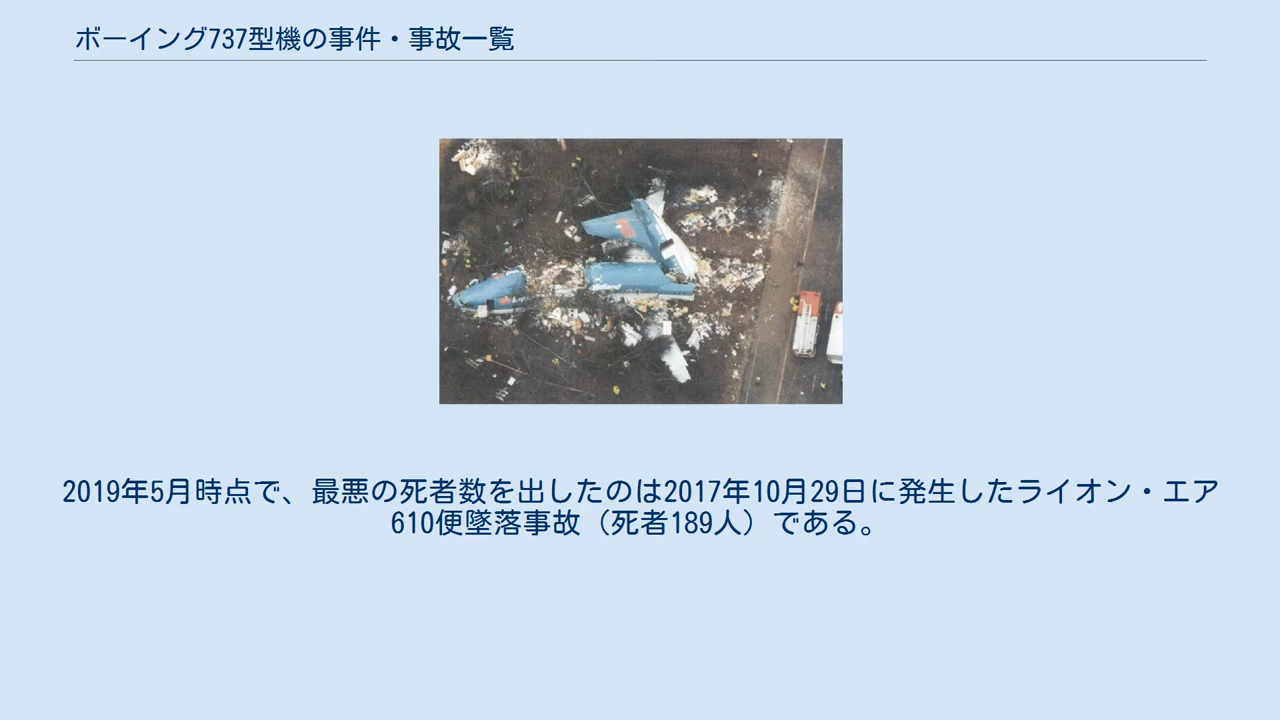 ボーイング737型機の事件・事故一覧
2019年5月時点で、最悪の死者数を出したのは2017年10月29日に発生したライオン・エア
610便墜落事故（死者189人）である。